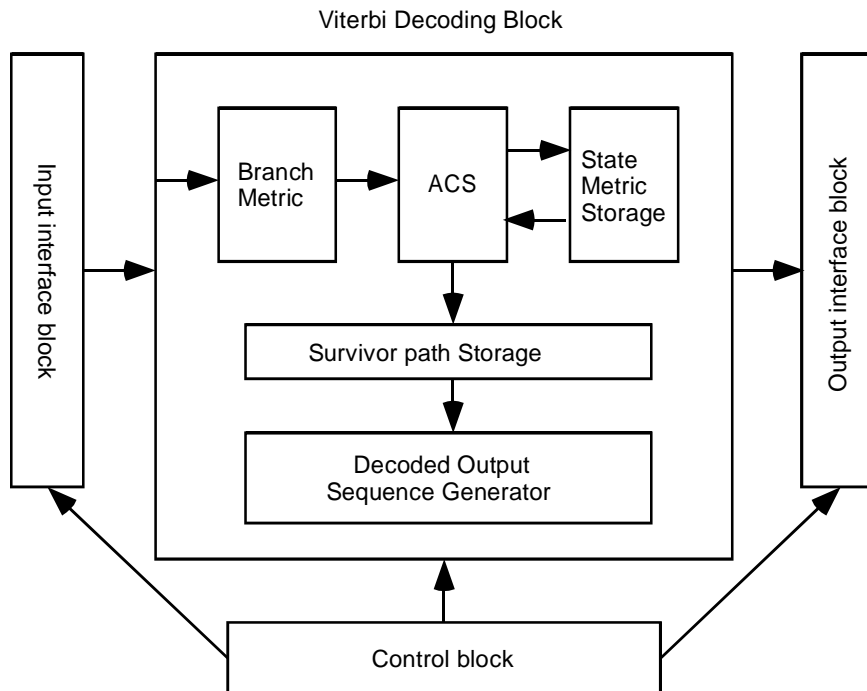 Viterbi Decoding Block
Input interface block
Branch
Metric
ACS
State
Metric
Storage
Survivor path Storage
Decoded Output
Sequence Generator
Output interface block
Control block